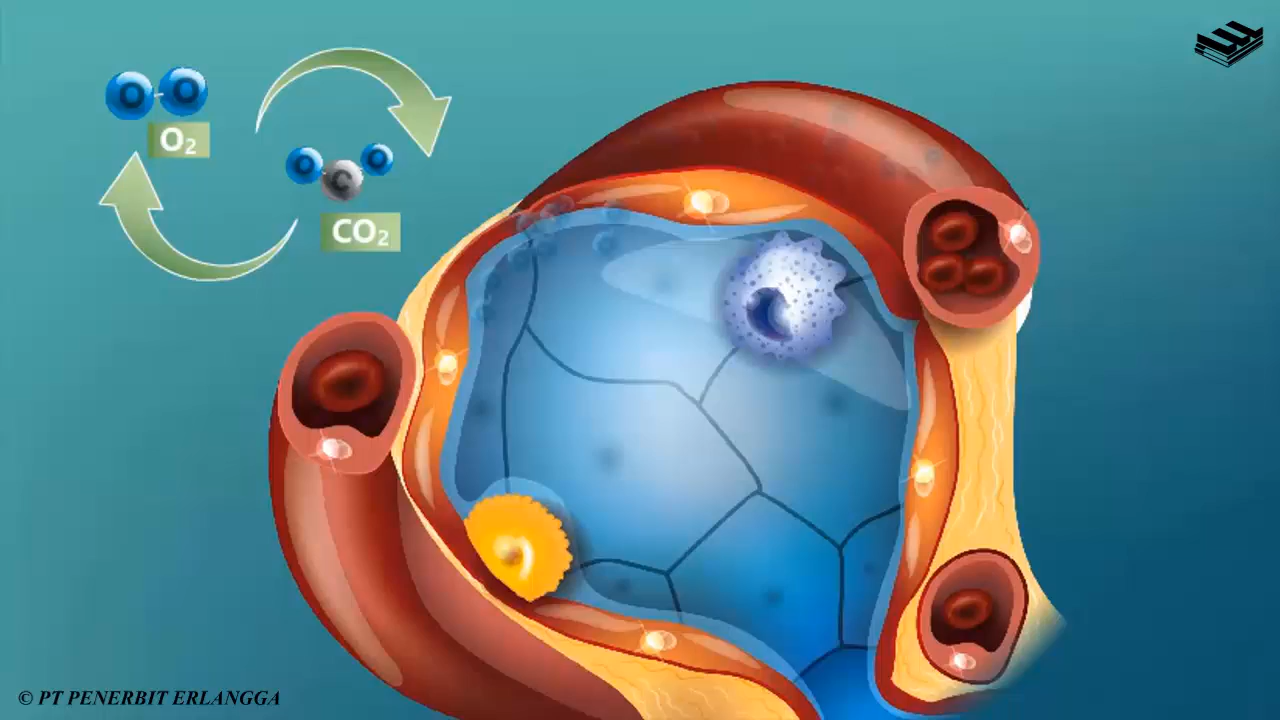 O O
O₂
O C O
CO₂
© PT PENERBIT ERLANGGA